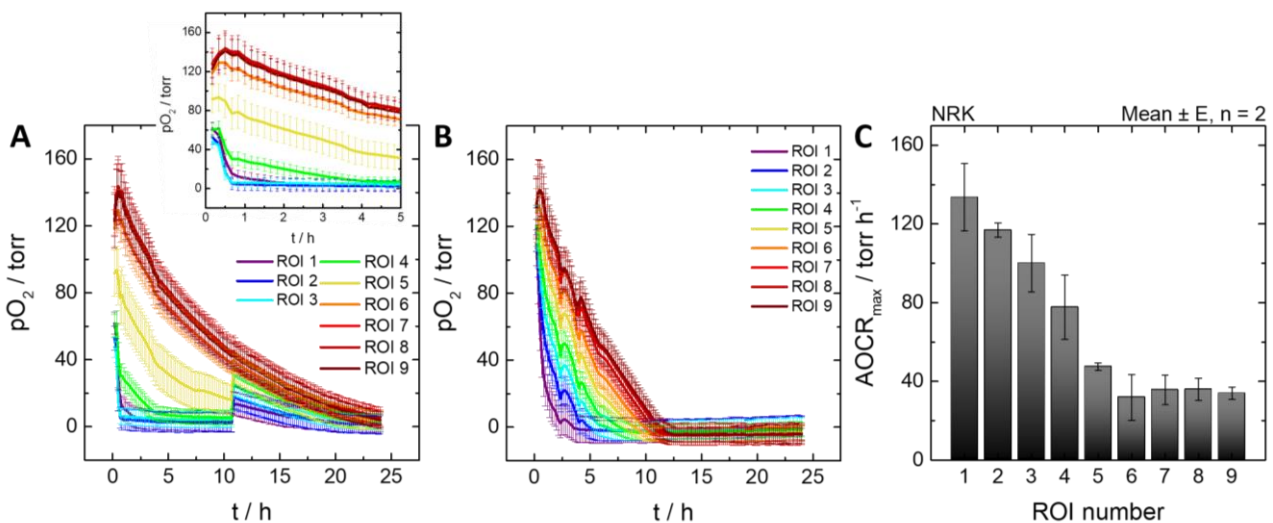 160
120
80
40
0
pO2 / torr
0 1 2 3 4 5
t / h
A
160
120
80
40
0
pO2 / torr
0 5 10 15 20 25
t / h
ROI 1
ROI 2
ROI 3
ROI 4
ROI 5
ROI 6
ROI 7
ROI 8
ROI 9
B
160
120
80
40
0
pO2 / torr
0 5 10 15 20 25
t / h
ROI 1
ROI 2
ROI 3
ROI 4
ROI 5
ROI 6
ROI 7
ROI 8
ROI 9
C
NRK Mean ± E, n = 2
160
120
80
40
0
AOCRmax / torr h-1
1 2 3 4 5 6 7 8 9
ROI number